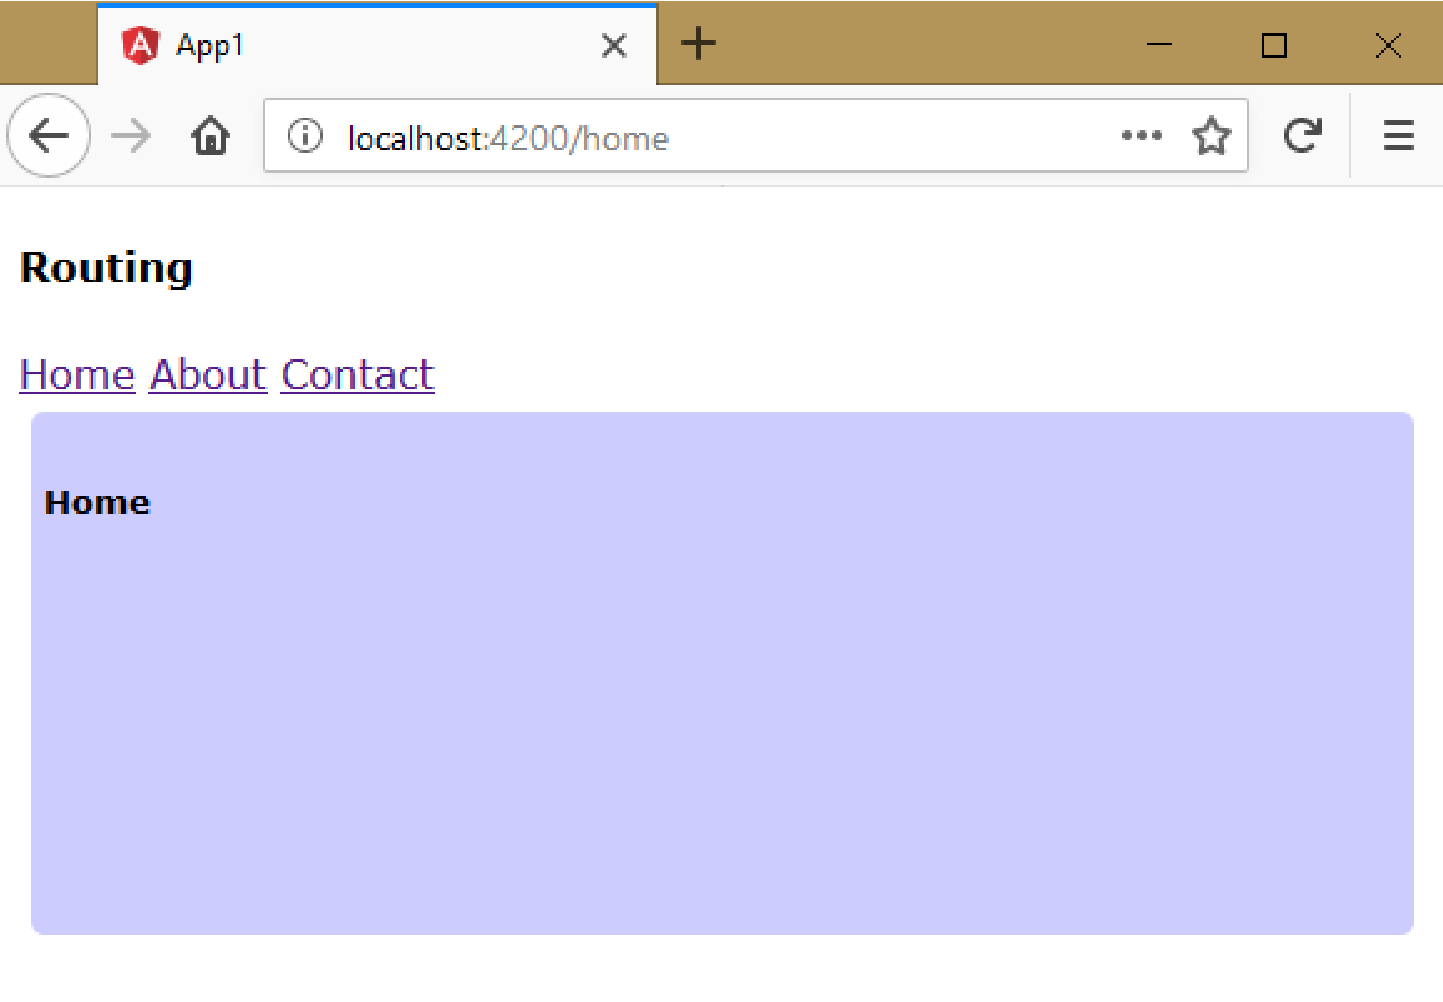 App1
localhost:4200/home
Routing
Home About Contact
Home